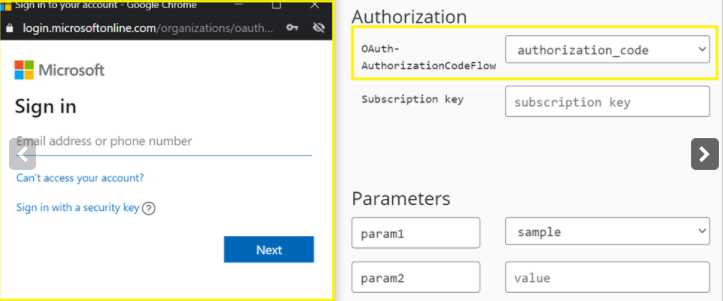 Sign in to your account - Google Chrome
login.microsoftonline.com/organizations/oauth...
Microsoft
Sign in
Email address or phone number
Can't access your account?
Sign in with a security key
Next
Authorization
OAuth-
AuthorizationCodeFlow
authorization_code
Subscription key
subscription key
Parameters
param1
sample
param2
value